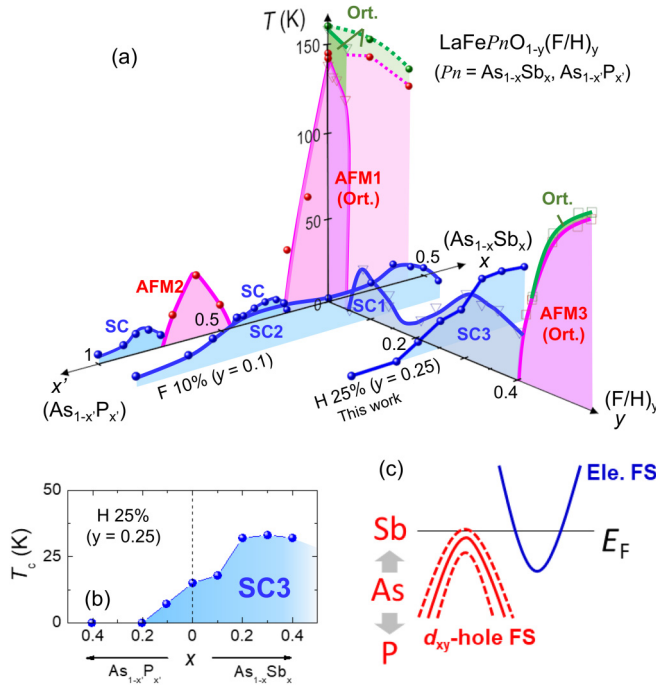 (a)
T (K)
Ort.
LaFePnO1-y(F/H)y
(Pn = As1-xSbx, As1-x'Px')
150
100
50
0
AFM1
(Ort.)
(As1-xSbx)
x
0.5
Ort.
AFM2
SC
SC
0.5
SC2
SC1
SC3
AFM3
(Ort.)
1
x'
(As1-x'Px')
F 10% (y = 0.1)
0.2
H 25% (y = 0.25)
This work
0.4
(F/H)y
y
(b)
50
25
0
Tc (K)
H 25%
(y = 0.25)
SC3
0.4
0.2
0
0.2
0.4
As1-x'Px'
x
As1-xSbx
(c)
Ele. FS
Sb
As
P
EF
dxy-hole FS